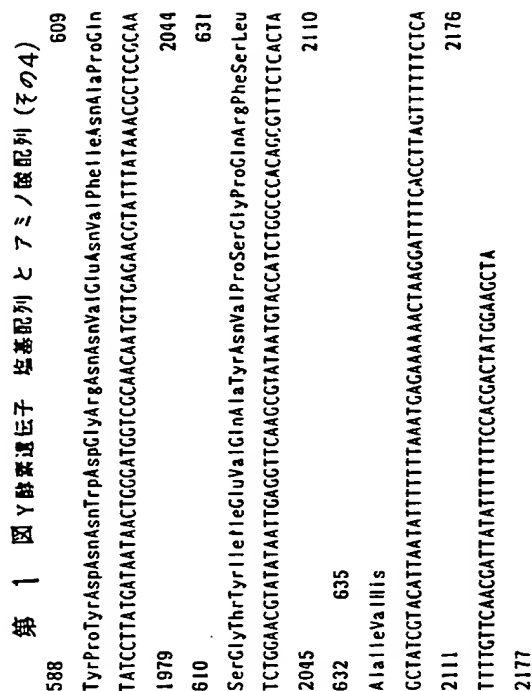 第 1 図 Y酵素遺伝子 塩基配列 と アミノ酸配列 (その4)
588 609
TyrProTyrAspAsnAsnTrpAspGlyArgAsnAsnValGluAsnValPheIleAsnAlaProGln
TATCCTTATGATAATAACTGGGATGGTCGCAACAATGTTGAGAACGTATTTATAAACGCTCCGCAA
1979 2044
610 631
SerGlyThrTyrIleIleGluValGlnAlaTyrAsnValProSerGlyProGlnArgPheSerLeu
TCTGGAACGTATATAATTGAGGTTCAAGCGTATAATGTACCATCTGGCCCACAGCGTTTCTCACTA
2045 2110
632 635
AlaIleValHis
GCTATCGTACATTAATTATTTTTTAAATGAGAAAAAACTAAGGATTTTCACCTTAGTTTTTTCTCA
2111 2176
TTTTGTTCAACGATTATATTTTTTTCCACGACTATGGAAGCTA
2177